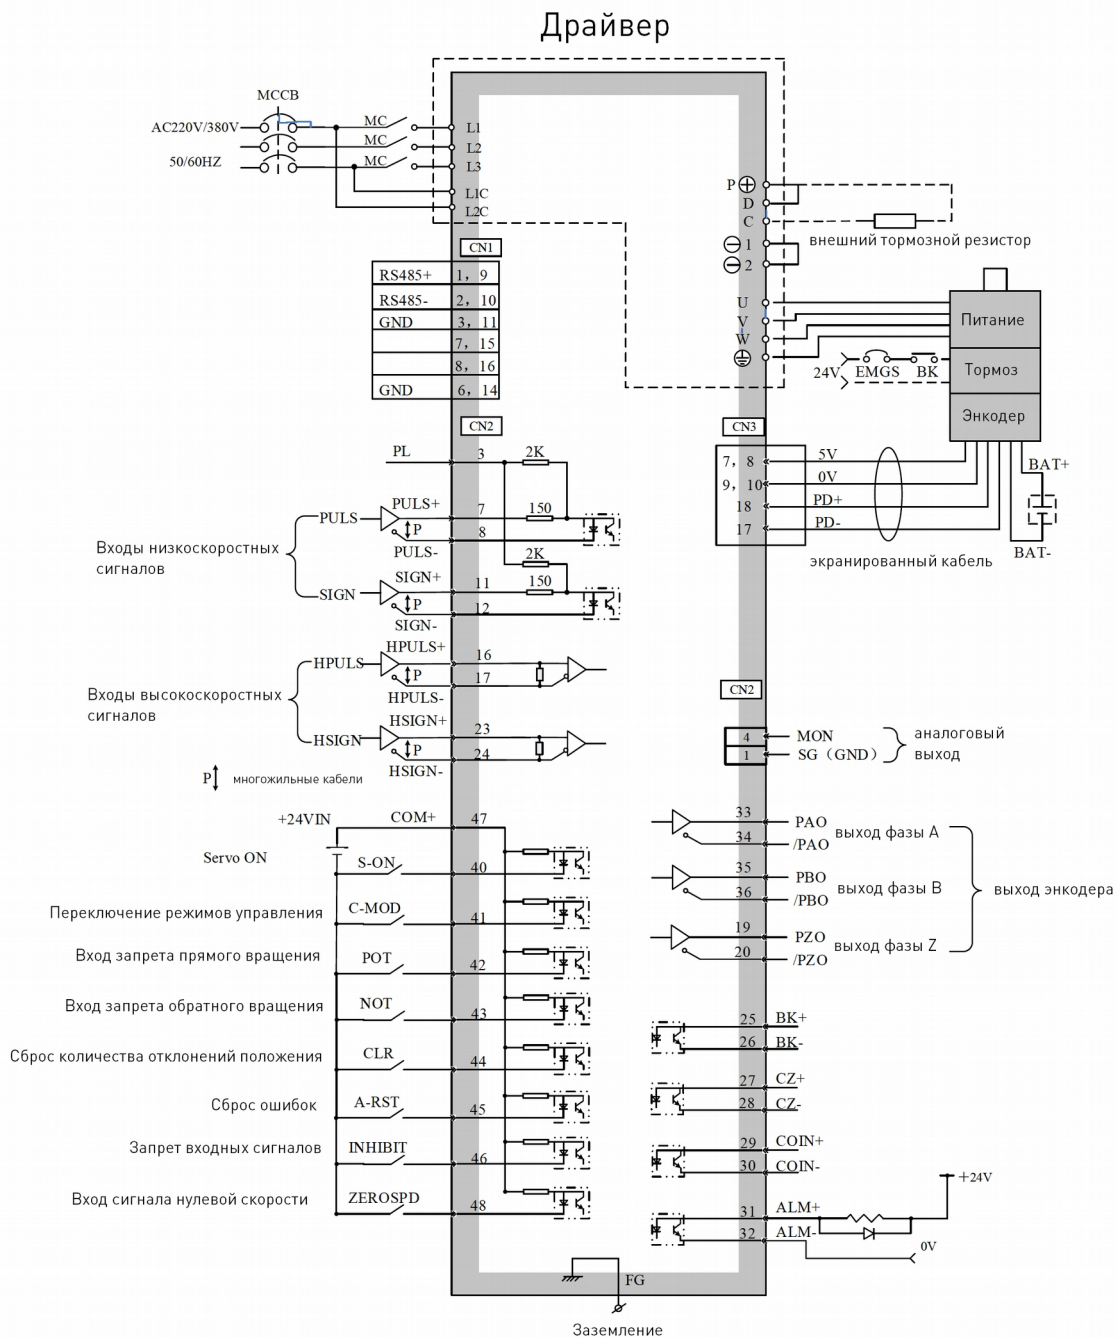 Драйвер
MCCB
AC220V/380V
50/60HZ
MC
L1
MC
L2
MC
L3
L1C
L2C
P
D
C
внешний тормозной резистор
1
2
U
V
W
Питание
24V
EMGS
BK
Тормоз
Энкодер
CN1
RS485+
1, 9
RS485-
2, 10
GND
3, 11
7, 15
8, 16
GND
6, 14
CN2
PL
3
2K
PULS
PULS+
7
150
P
8
PULS-
2K
Входы низкоскоростных
сигналов
SIGN
SIGN+
11
150
P
12
SIGN-
CN3
7, 8
5V
9, 10
0V
18
PD+
17
PD-
BAT+
BAT-
экранированный кабель
HPULS
HPULS+
16
P
17
HPULS-
Входы высокоскоростных
сигналов
HSIGN
HSIGN+
23
P
24
HSIGN-
P
многожильные кабели
CN2
4
MON
1
SG (GND)
аналоговый
выход
+24VIN
COM+
47
Servo ON
S-ON
40
Переключение режимов управления
C-MOD
41
Вход запрета прямого вращения
POT
42
Вход запрета обратного вращения
NOT
43
Сброс количества отклонений положения
CLR
44
Сброс ошибок
A-RST
45
Запрет входных сигналов
INHIBIT
46
Вход сигнала нулевой скорости
ZEROSPD
48
33
PAO
34
/PAO
выход фазы A
35
PBO
36
/PBO
выход фазы B
19
PZO
20
/PZO
выход фазы Z
выход энкодера
25
BK+
26
BK-
27
CZ+
28
CZ-
29
COIN+
30
COIN-
31
ALM+
32
ALM-
+24V
0V
FG
Заземление